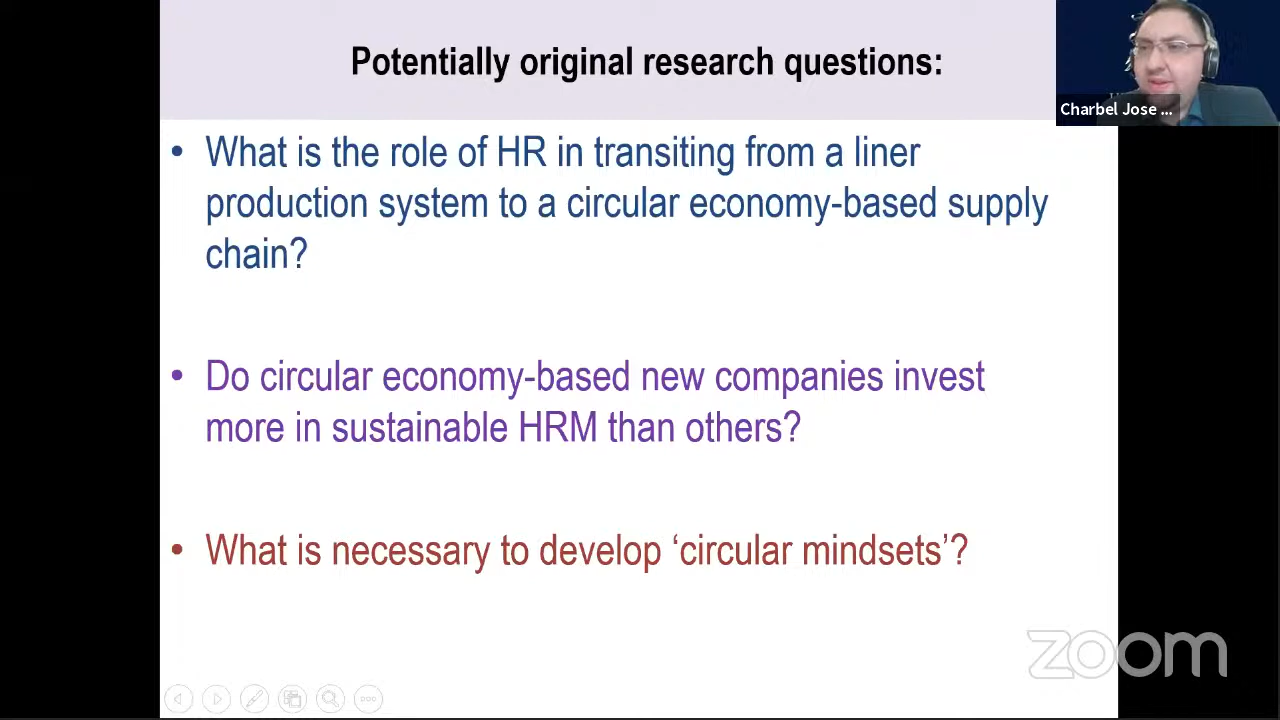 Potentially original research questions:
Charbel Jose ...
• What is the role of HR in transiting from a liner
production system to a circular economy-based supply
chain?
• Do circular economy-based new companies invest
more in sustainable HRM than others?
• What is necessary to develop ‘circular mindsets’?
zoom